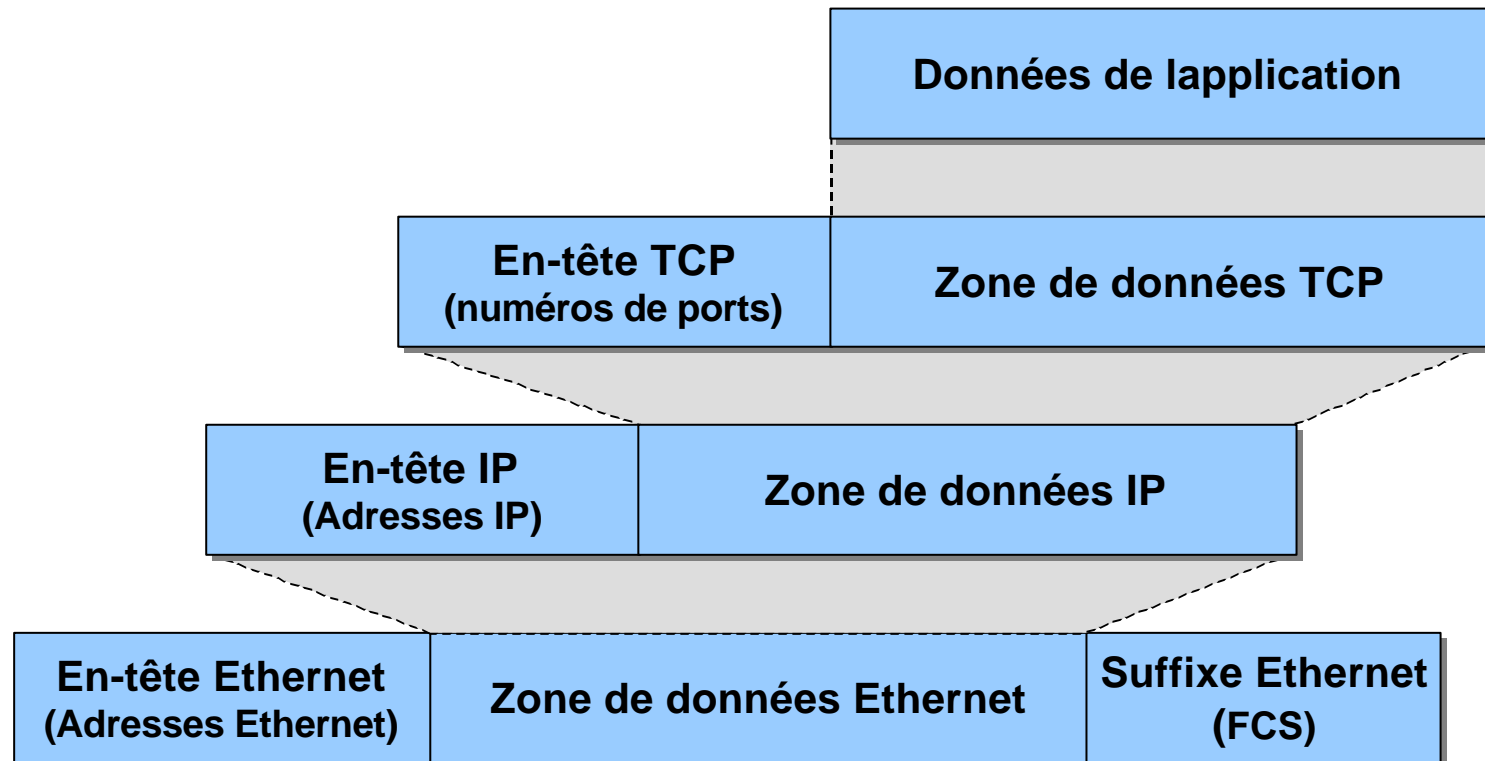 Données de lapplication
En-tête TCP
(numéros de ports)
Zone de données TCP
En-tête IP
(Adresses IP)
Zone de données IP
En-tête Ethernet
(Adresses Ethernet)
Zone de données Ethernet
Suffixe Ethernet
(FCS)